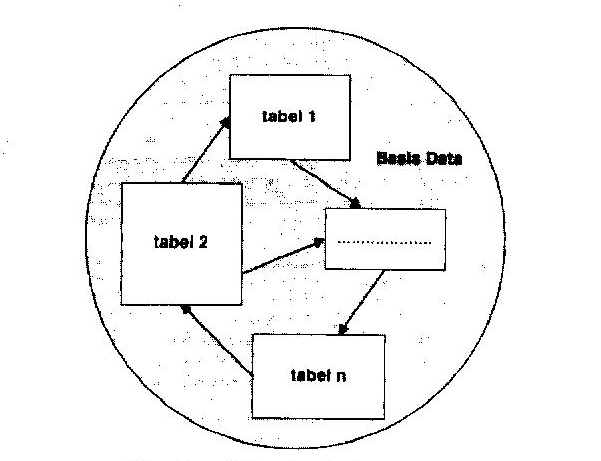 tabel 1
Basis Data
tabel 2
....................
tabel n